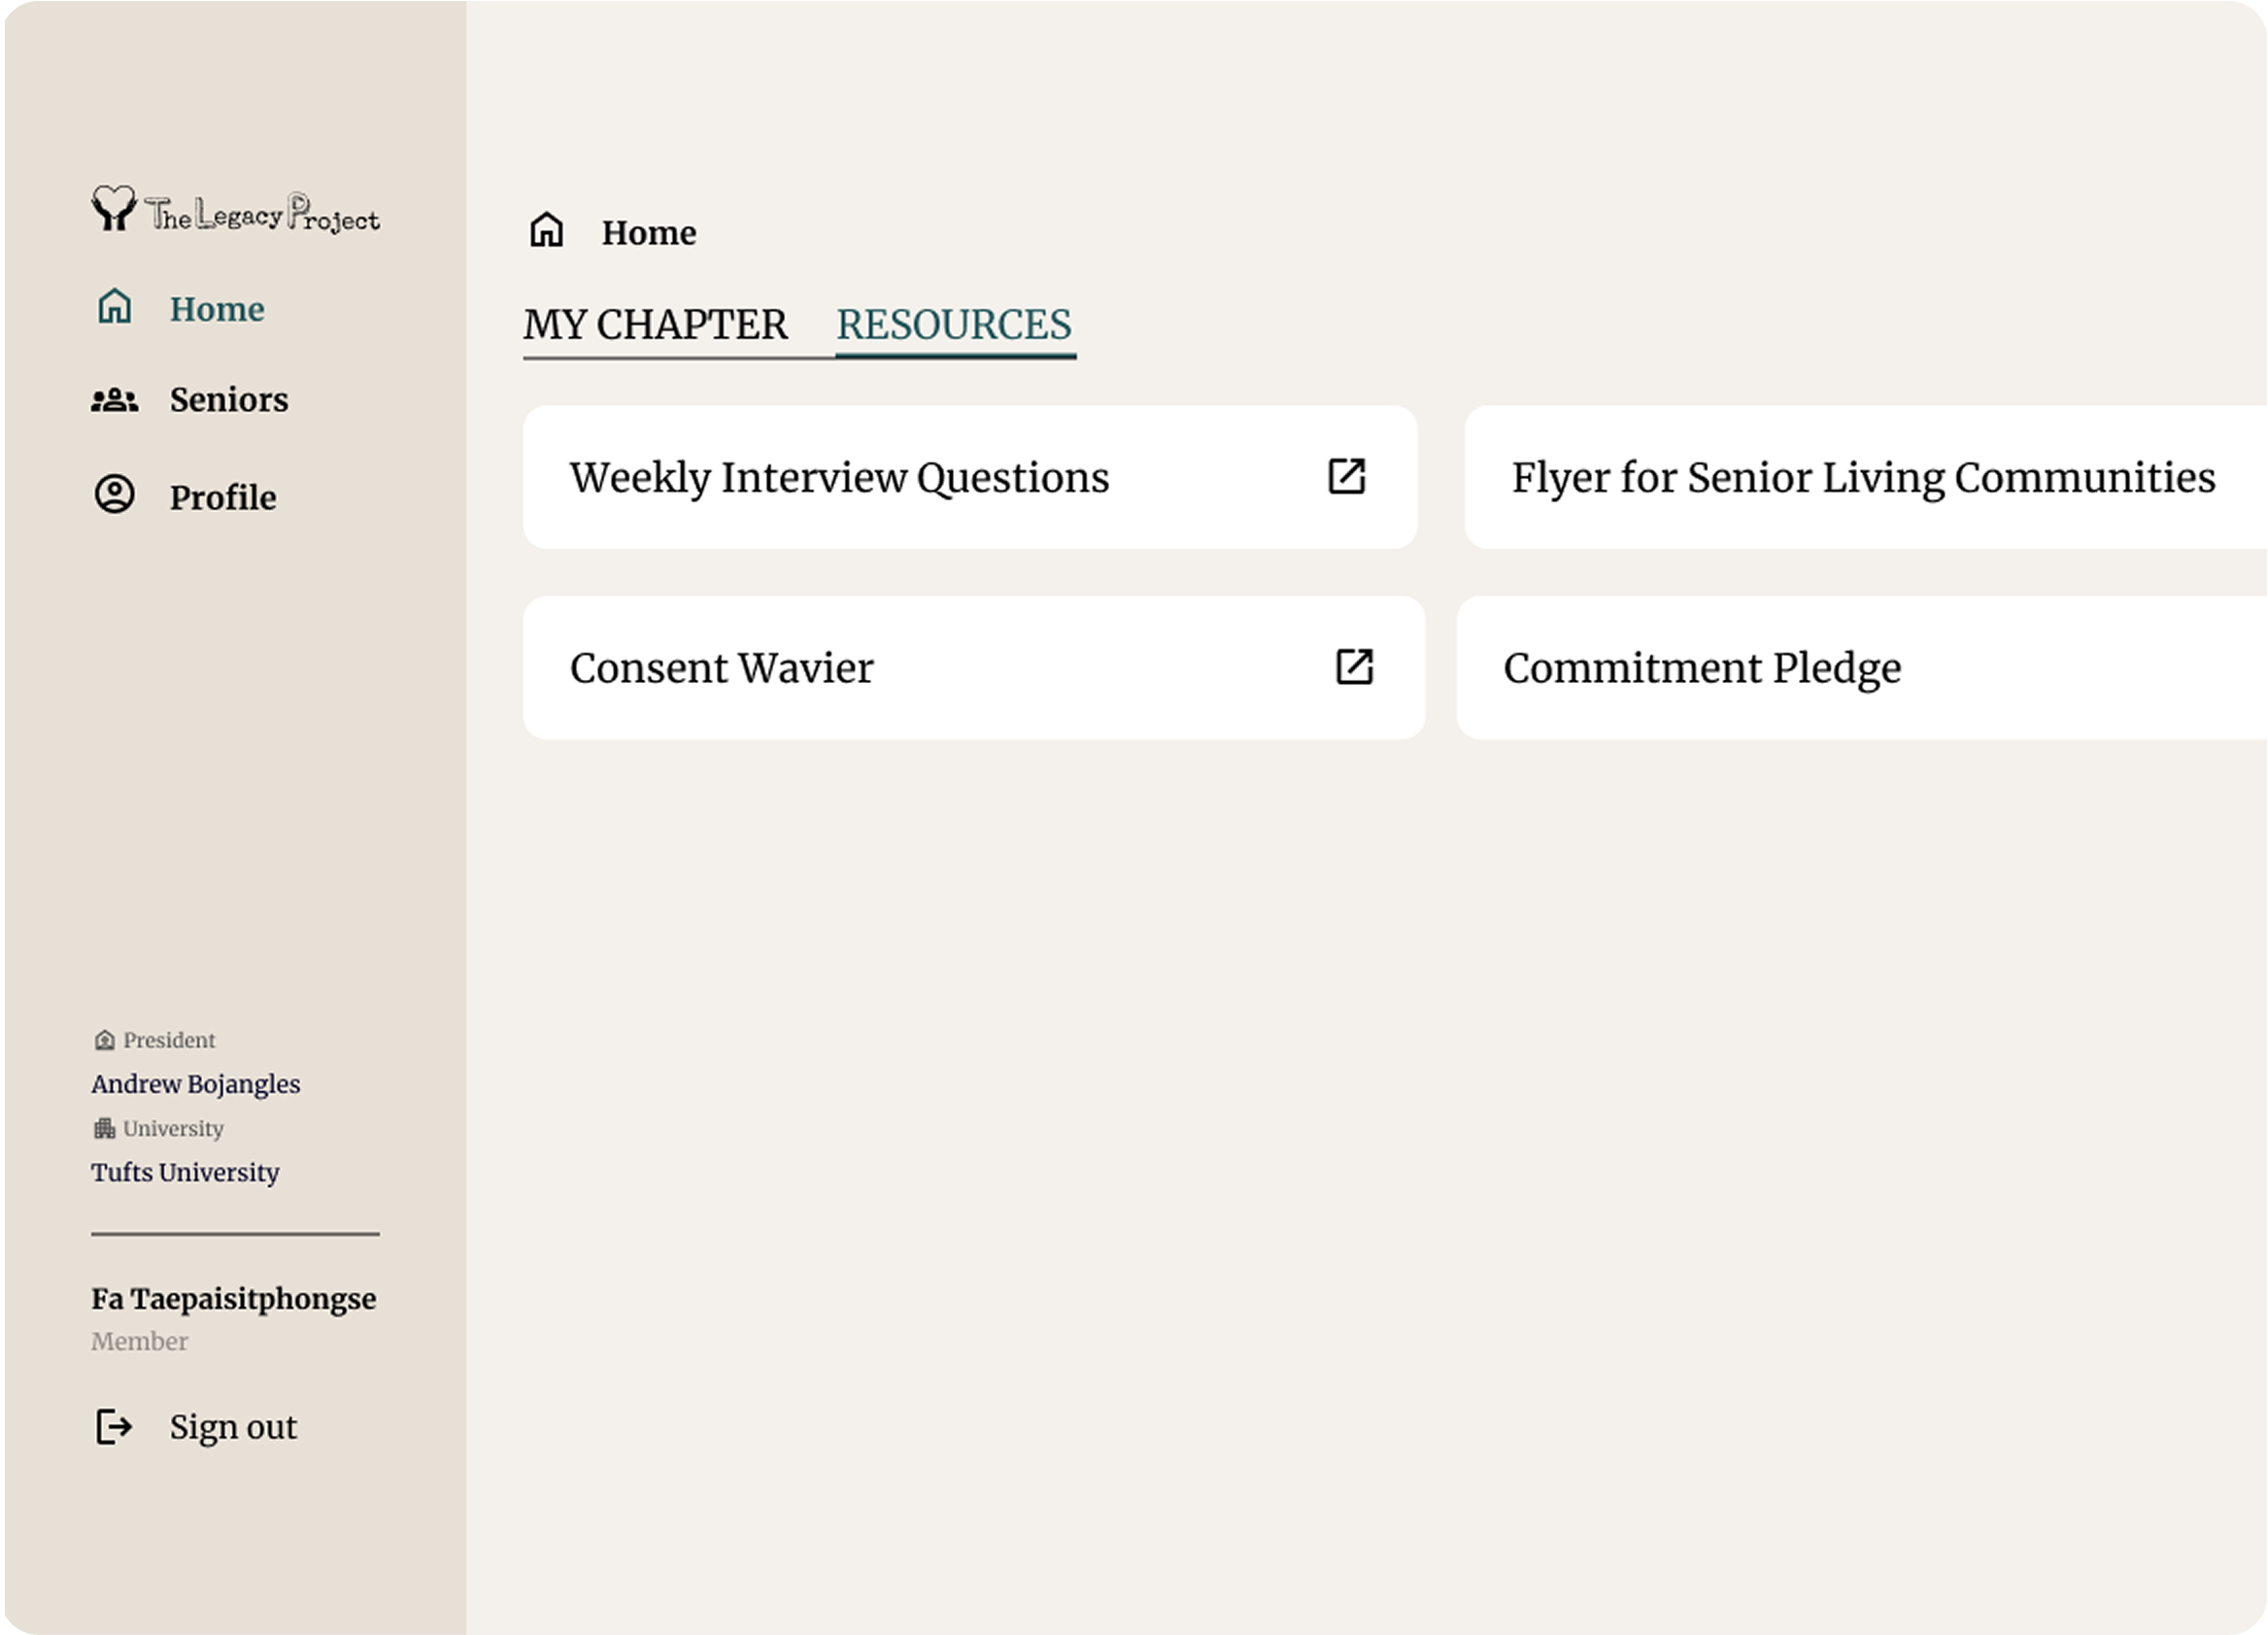 The Legacy Project
Home
Seniors
Profile
President
Andrew Bojangles
University
Tufts University
Fa Taepaisitphongse
Member
Sign out
Home
MY CHAPTER RESOURCES
Weekly Interview Questions
Flyer for Senior Living Communities
Consent Wavier
Commitment Pledge